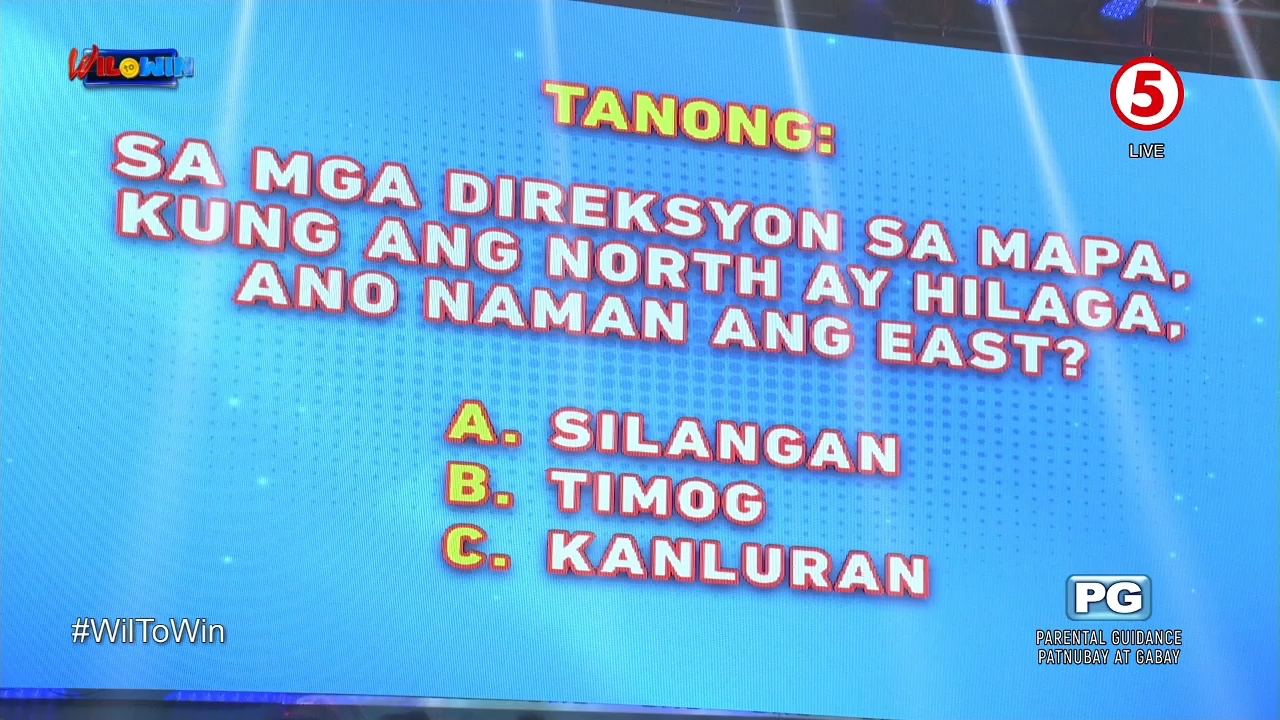 WIL to WIN
5
LIVE
TANONG:
SA MGA DIREKSYON SA MAPA,
KUNG ANG NORTH AY HILAGA,
ANO NAMAN ANG EAST?
A. SILANGAN
B. TIMOG
C. KANLURAN
#WilToWin
PG
PARENTAL GUIDANCE
PATNUBAY AT GABAY